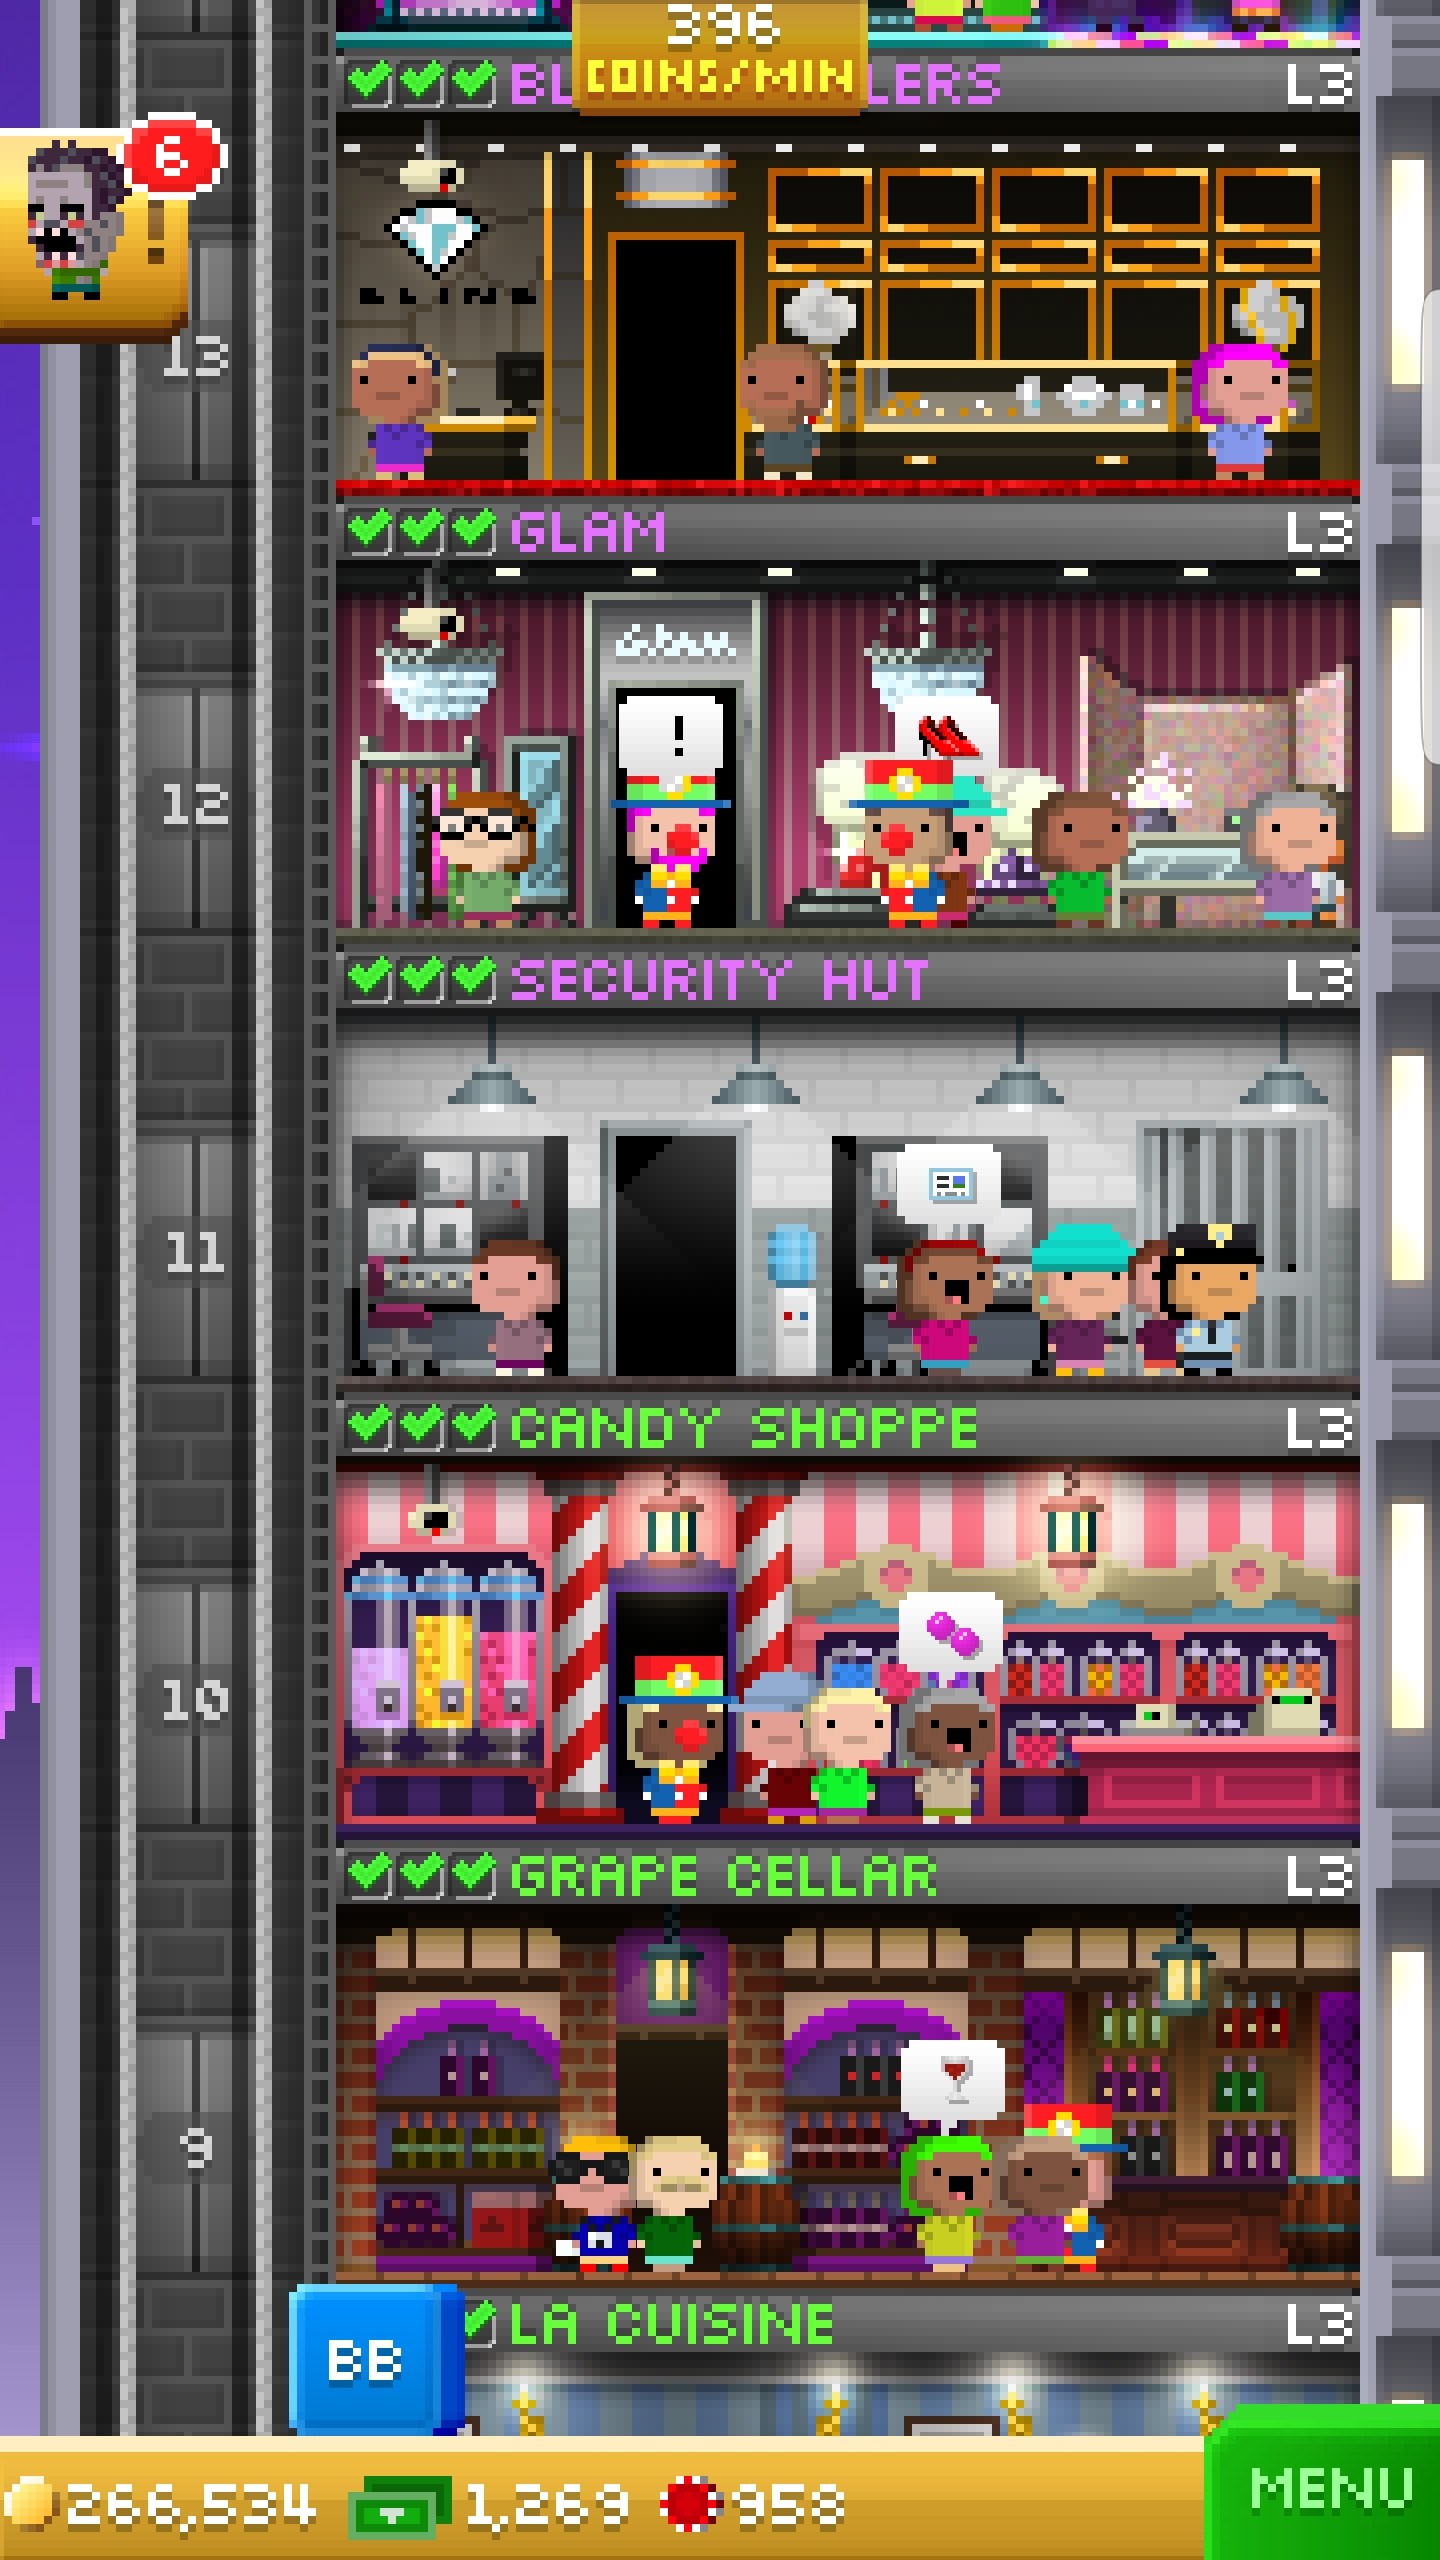 396
COINS/MIN
BL
LERS
L3
6
!
BLING
13
GLAM
L3
Glam
!
12
SECURITY HUT
L3
11
CANDY SHOPPE
L3
10
GRAPE CELLAR
L3
9
LA CUISINE
L3
BB
266,534
1,269
958
MENU